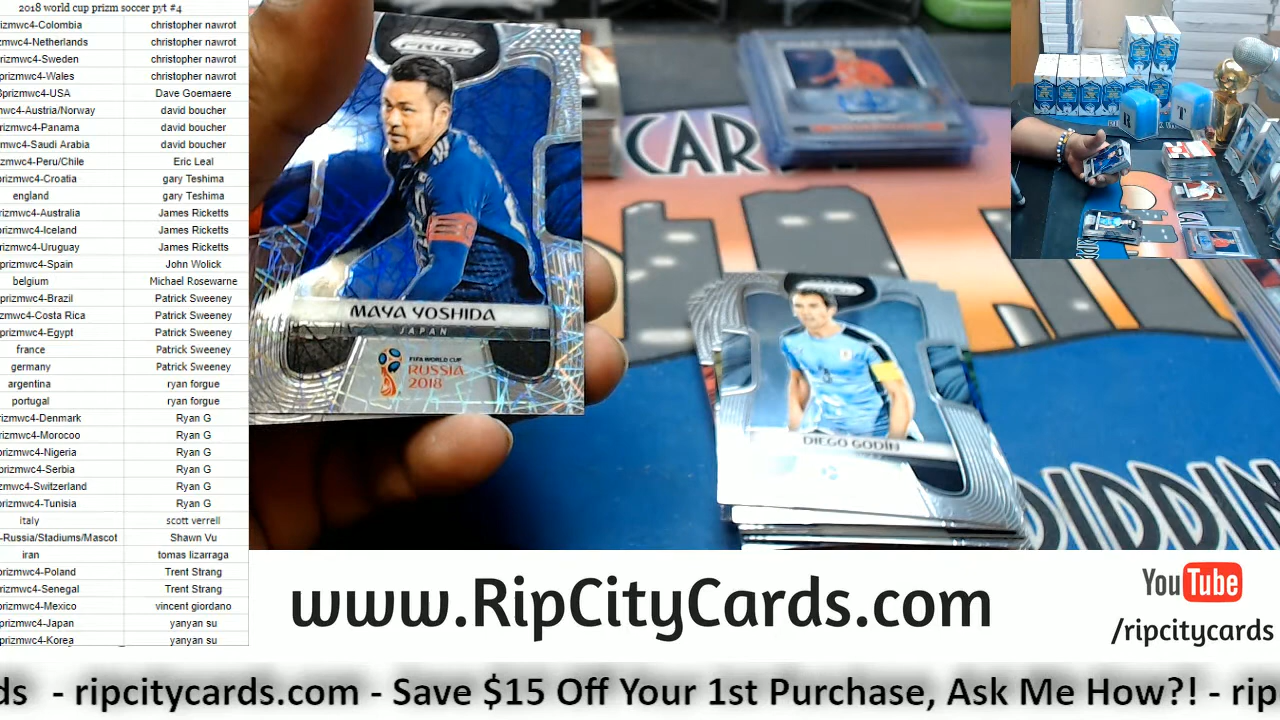 2018 world cup prizm soccer pyt #4
rizmwc4-Colombia christopher nawrot
zmwc4-Netherlands christopher nawrot
rizmwc4-Sweden christopher nawrot
prizmwc4-Wales christopher nawrot
prizmwc4-USA Dave Goemaere
nwc4-Austria/Norway david boucher
prizmwc4-Panama david boucher
mwc4-Saudi Arabia david boucher
izmwc4-Peru/Chile Eric Leal
prizmwc4-Croatia gary Teshima
england gary Teshima
rizmwc4-Australia James Ricketts
prizmwc4-Iceland James Ricketts
rizmwc4-Uruguay James Ricketts
prizmwc4-Spain John Wolick
belgium Michael Rosewarne
prizmwc4-Brazil Patrick Sweeney
zmwc4-Costa Rica Patrick Sweeney
prizmwc4-Egypt Patrick Sweeney
france Patrick Sweeney
germany Patrick Sweeney
argentina ryan forgue
portugal ryan forgue
rizmwc4-Denmark Ryan G
rizmwc4-Morocoo Ryan G
rizmwc4-Nigeria Ryan G
prizmwc4-Serbia Ryan G
mwc4-Switzerland Ryan G
prizmwc4-Tunisia Ryan G
italy scott verrell
-Russia/Stadiums/Mascot Shawn Vu
iran tomas lizarraga
prizmwc4-Poland Trent Strang
rizmwc4-Senegal Trent Strang
prizmwc4-Mexico vincent giordano
prizmwc4-Japan yanyan su
prizmwc4-Korea yanyan su
PRIZM
MAYA YOSHIDA
JAPAN
FIFA WORLD CUP
RUSSIA
2018
CAR
DIEGO GODÍN
DIPPIN
R T
www.RipCityCards.com
YouTube
/ripcitycards
ds - ripcitycards.com - Save $15 Off Your 1st Purchase, Ask Me How?! - rip